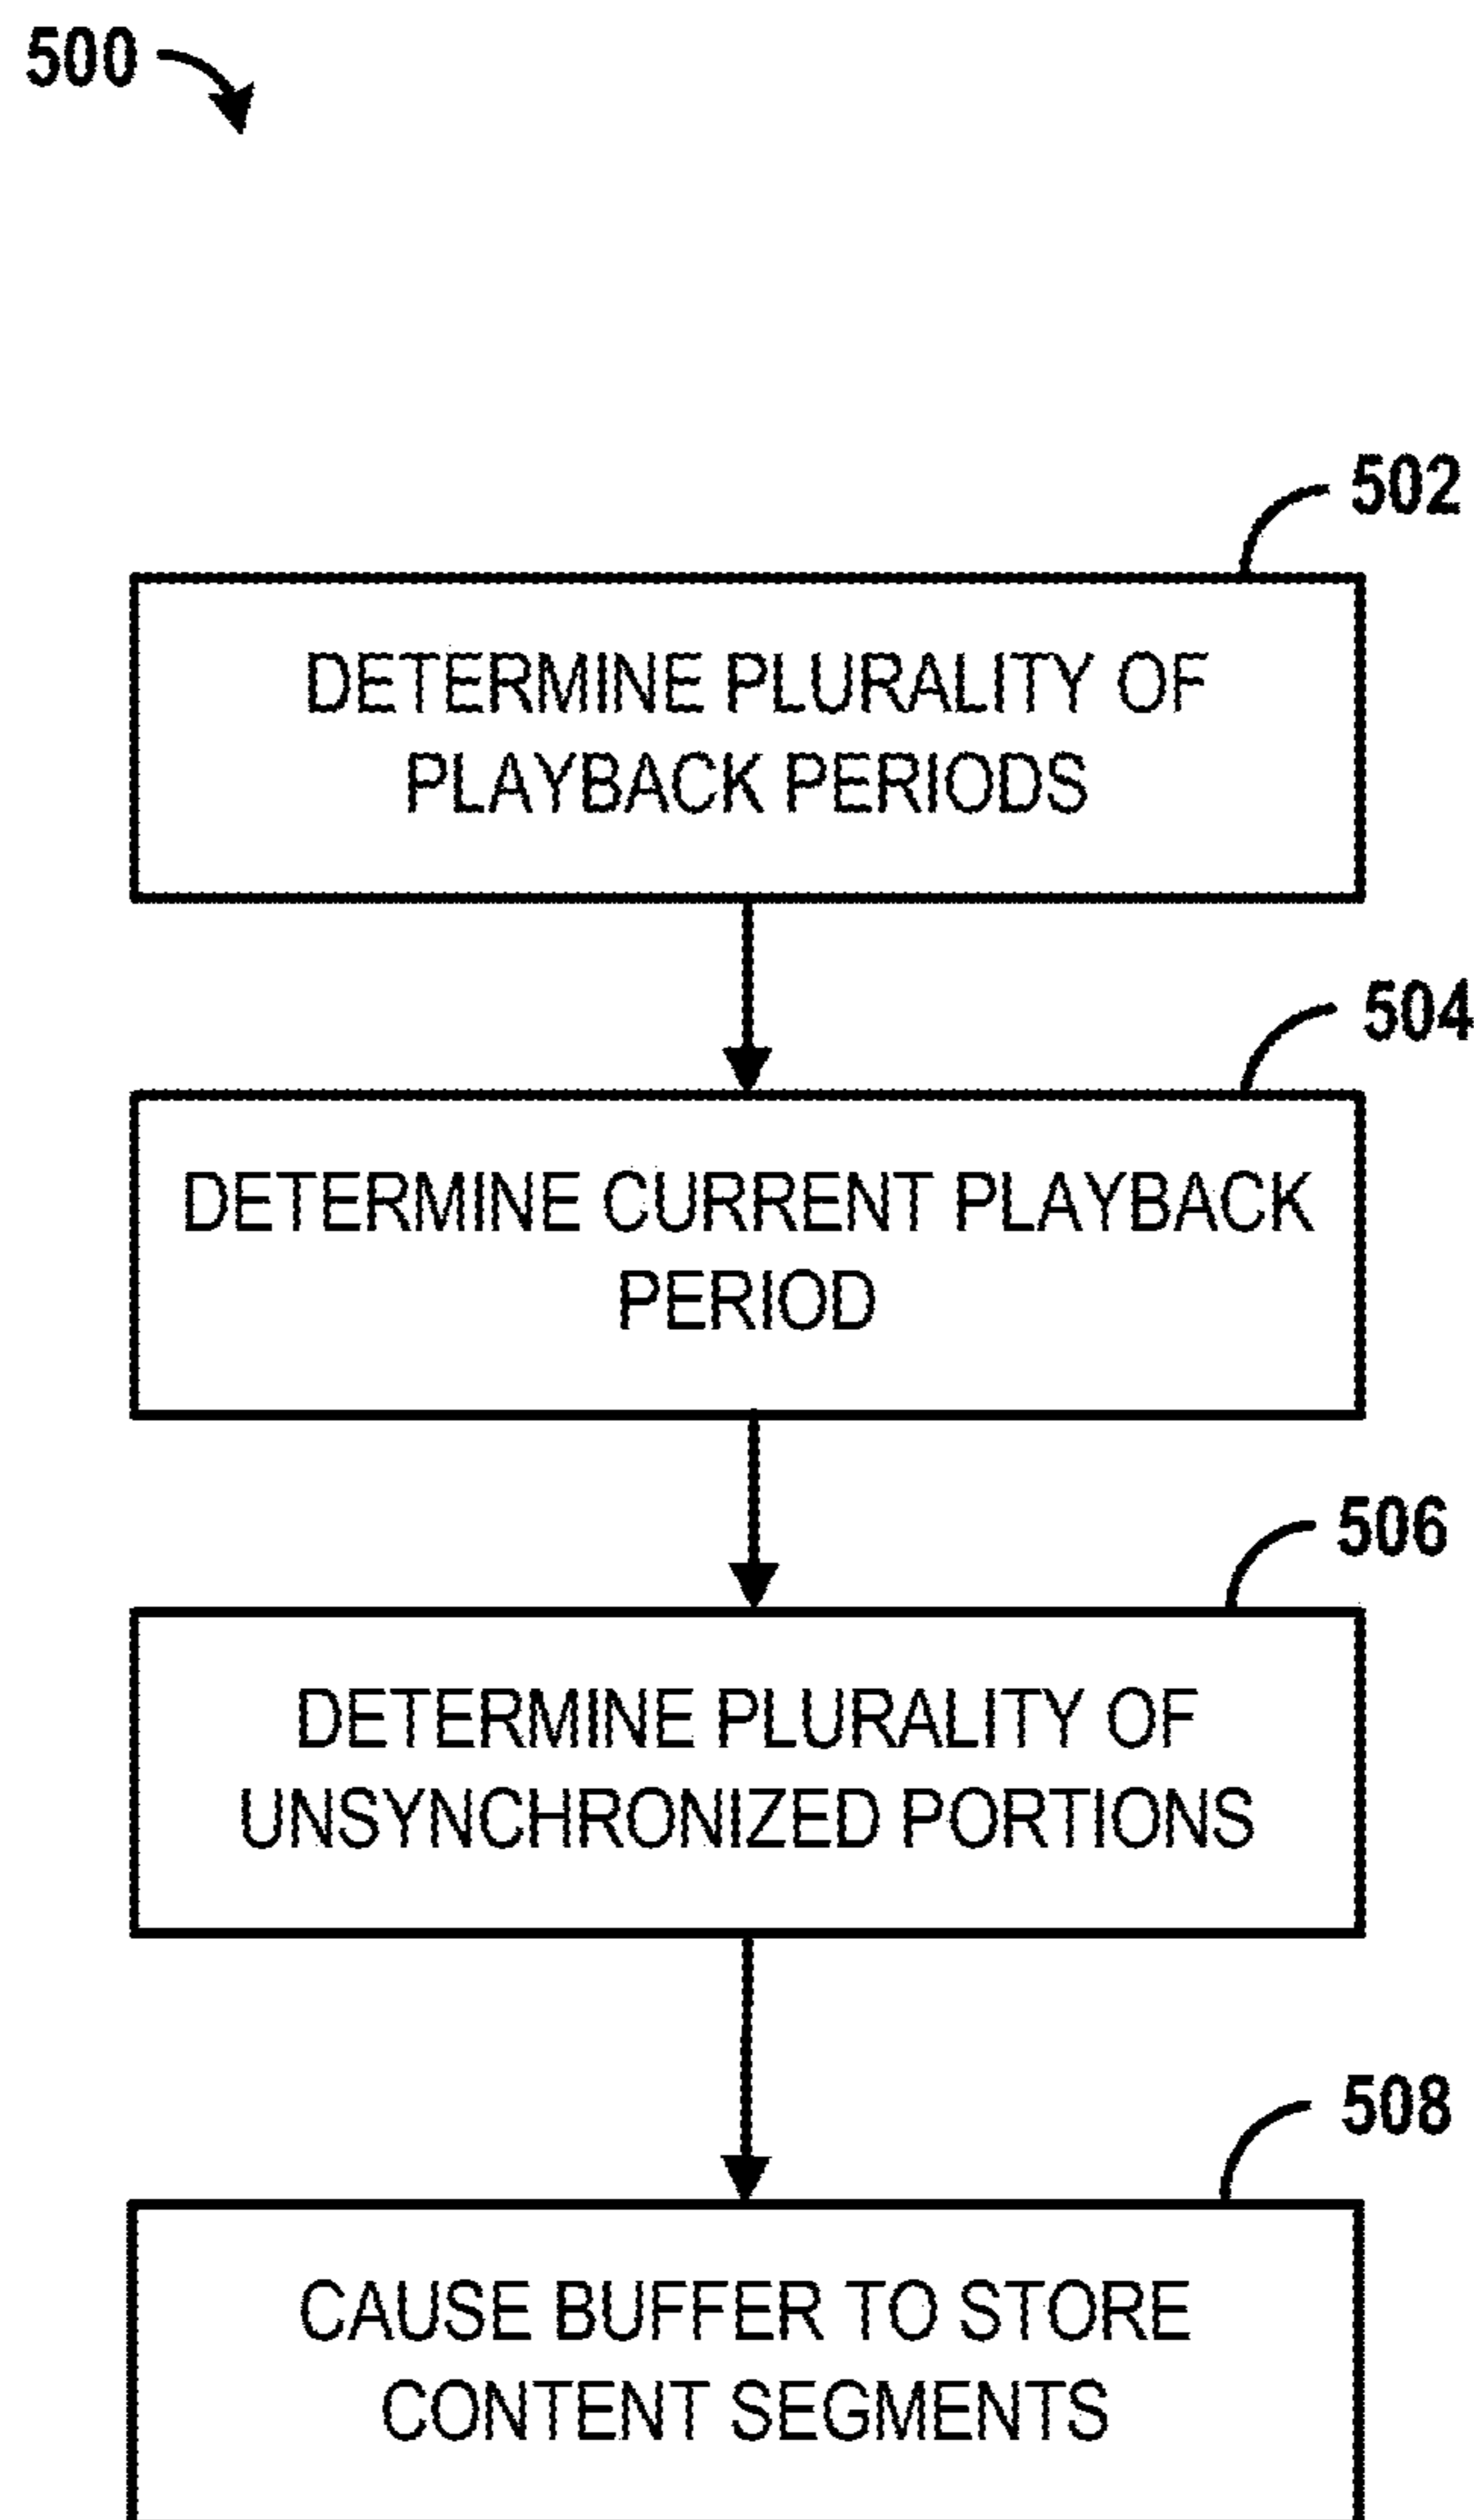 500
502
DETERMINE PLURALITY OF
PLAYBACK PERIODS
504
DETERMINE CURRENT PLAYBACK
PERIOD
506
DETERMINE PLURALITY OF
UNSYNCHRONIZED PORTIONS
508
CAUSE BUFFER TO STORE
CONTENT SEGMENTS